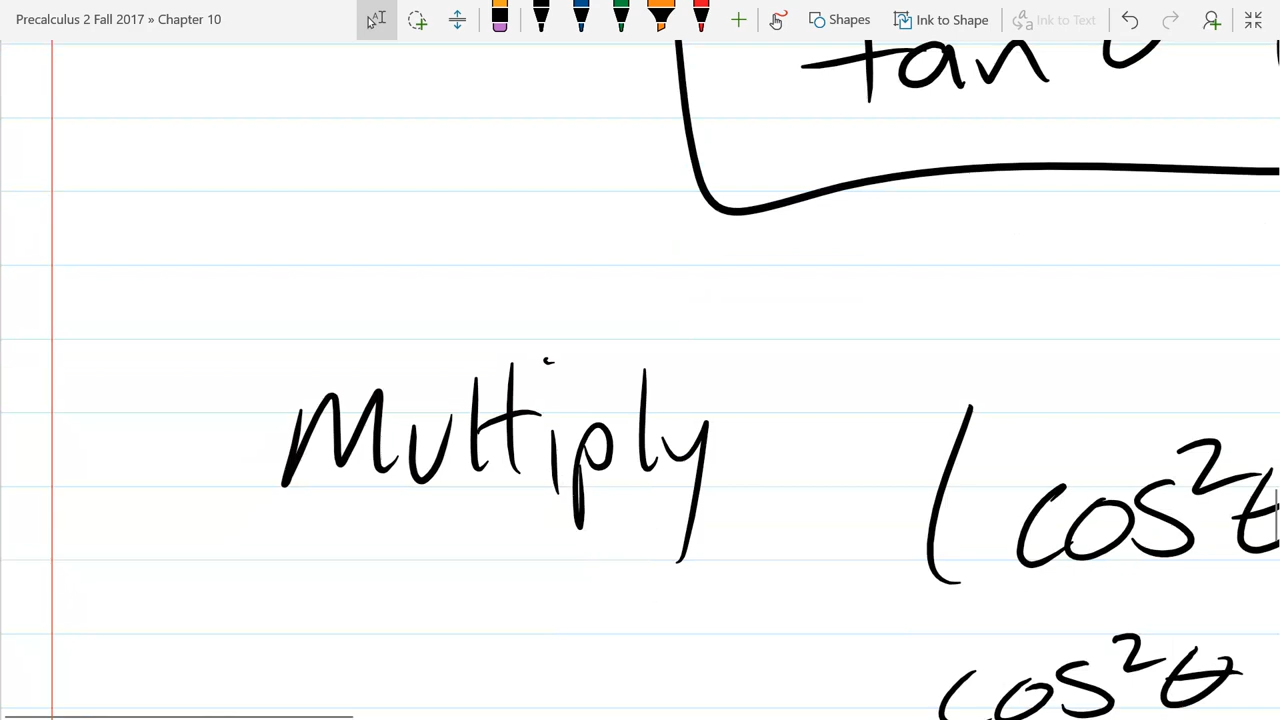 Precalculus 2 Fall 2017 » Chapter 10
Shapes
Ink to Shape
Ink to Text
tan
Multiply
(cos²θ
cos²θ